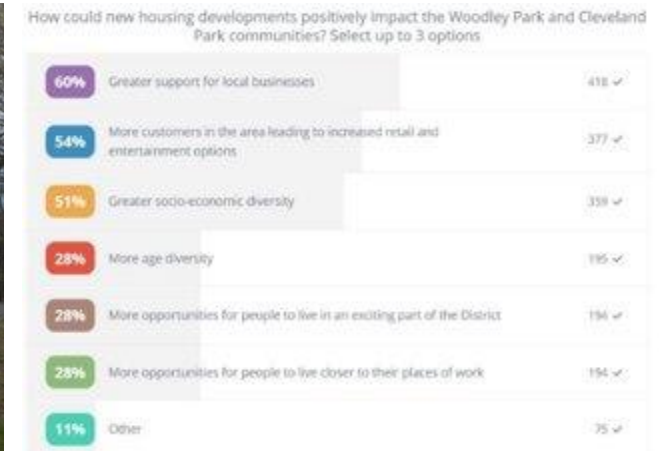 How could new housing developments positively impact the Woodley Park and Cleveland
Park communities? Select up to 3 options
60% Greater support for local businesses 418 ✓
54% More customers in the area leading to increased retail and
entertainment options 377 ✓
51% Greater socio-economic diversity 359 ✓
28% More age diversity 195 ✓
28% More opportunities for people to live in an exciting part of the District 194 ✓
28% More opportunities for people to live closer to their places of work 194 ✓
11% Other 75 ✓